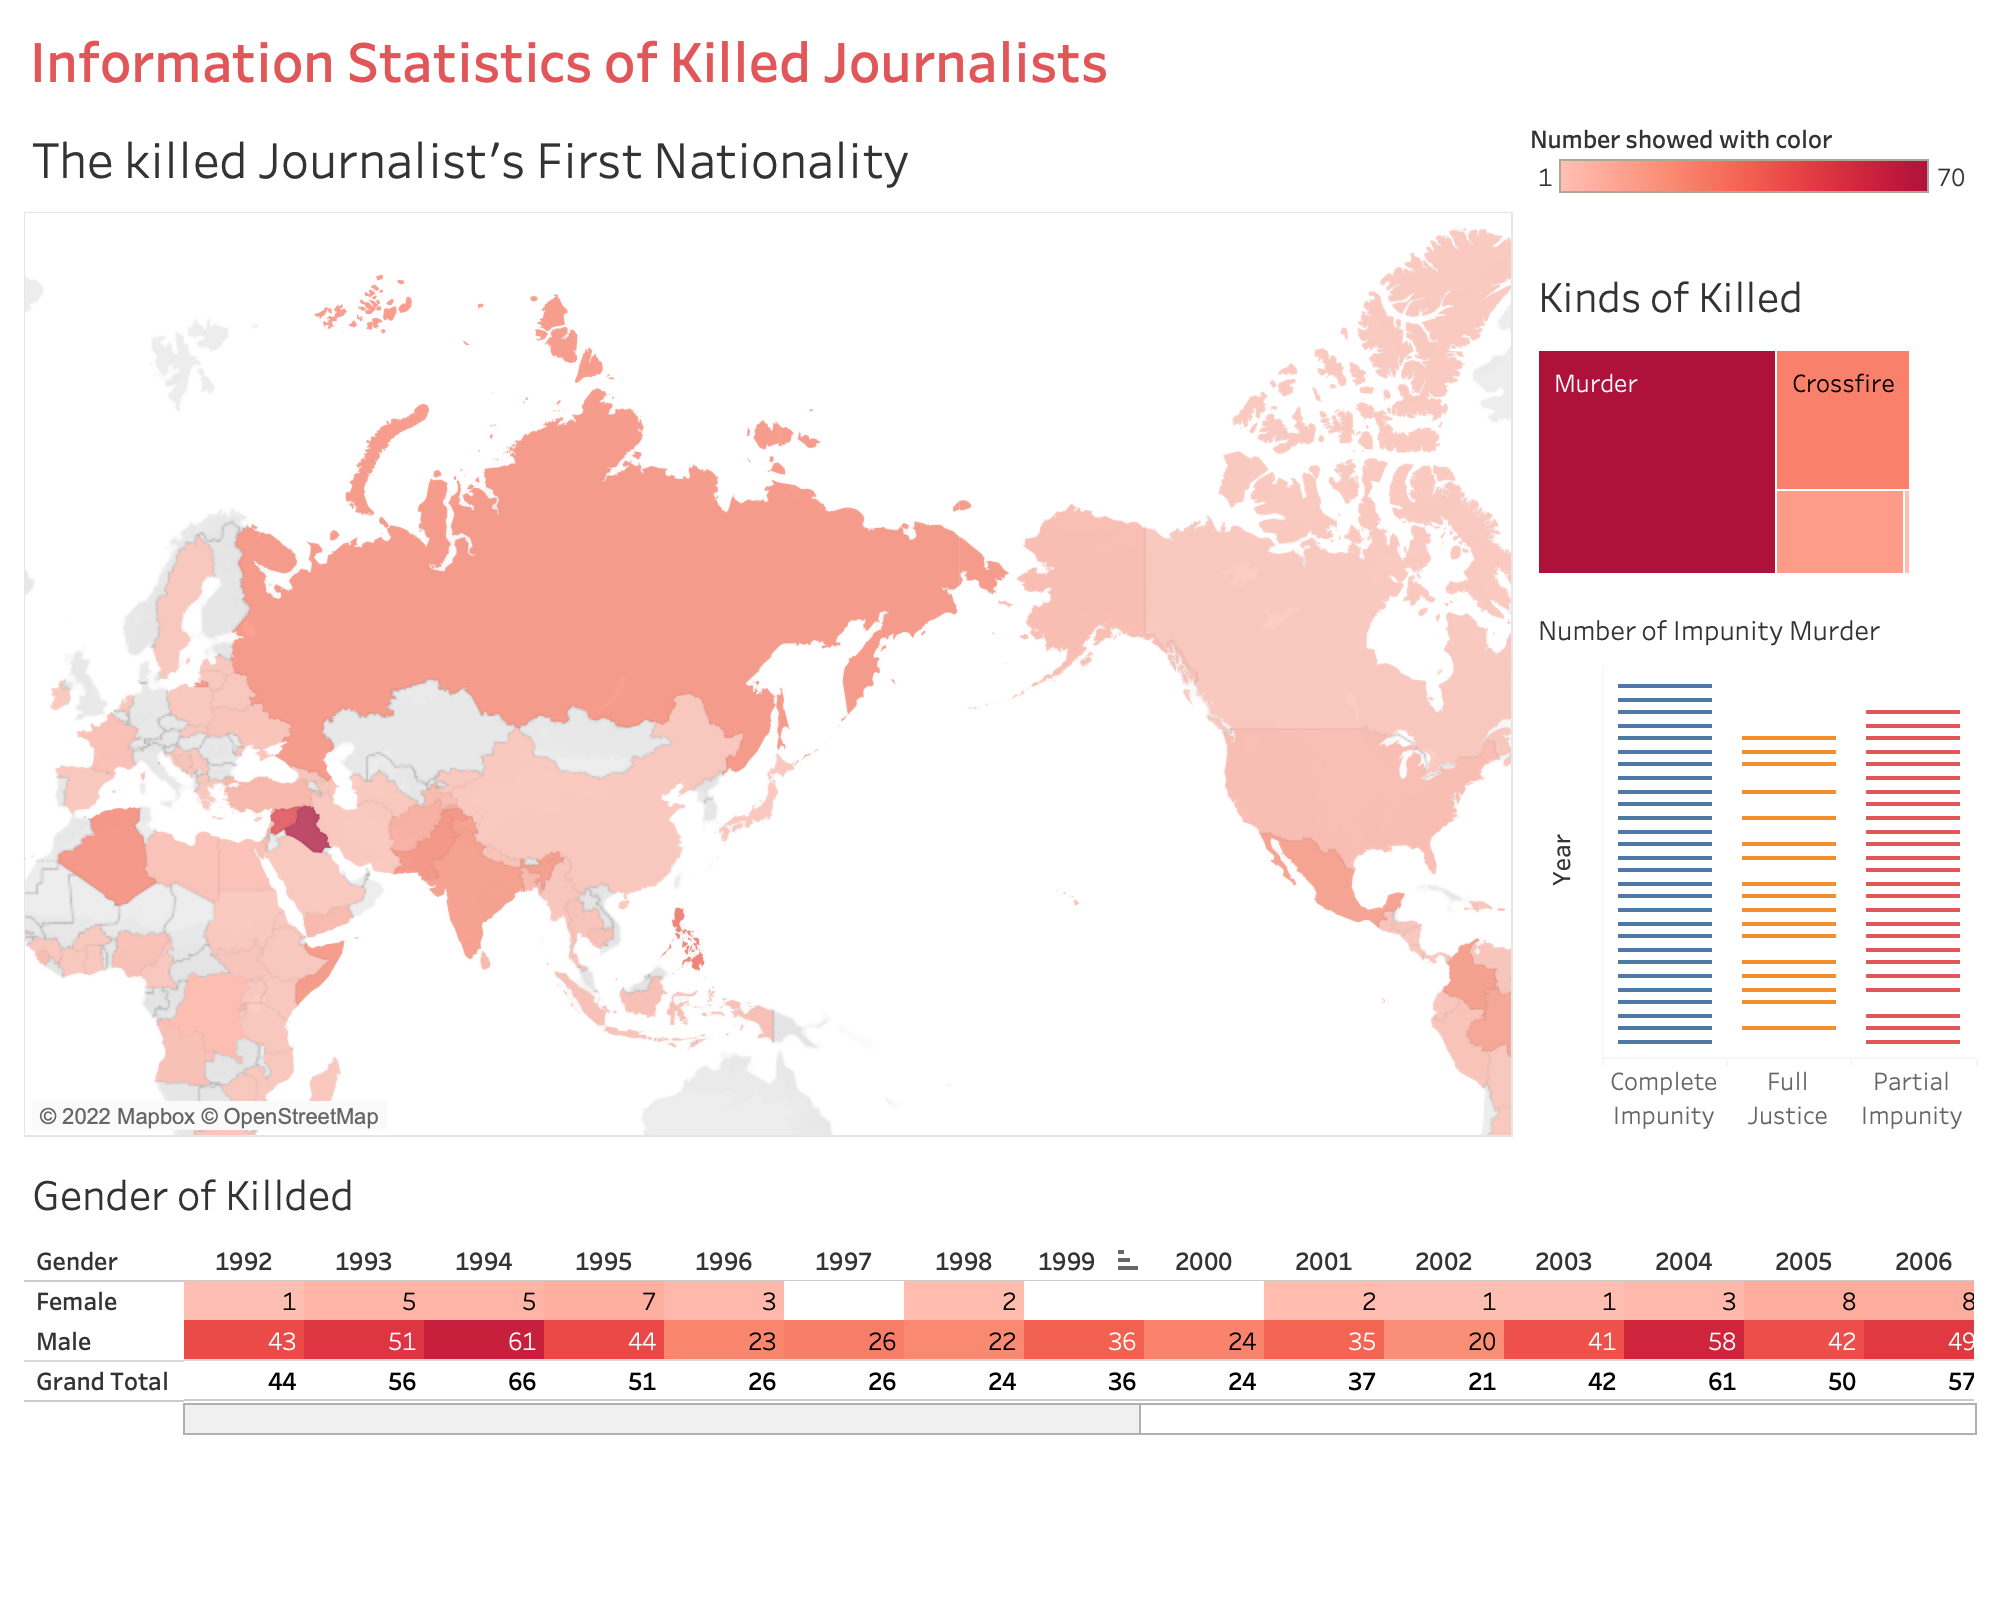 Information Statistics of Killed Journalists
The killed Journalist's First Nationality
Number showed with color
1 70
Kinds of Killed
Murder
Crossfire
Number of Impunity Murder
Year
Complete Impunity
Full Justice
Partial Impunity
© 2022 Mapbox © OpenStreetMap
Gender of Killded
Gender 1992 1993 1994 1995 1996 1997 1998 1999 2000 2001 2002 2003 2004 2005 2006
Female 1 5 5 7 3 2 2 1 1 3 8 8
Male 43 51 61 44 23 26 22 36 24 35 20 41 58 42 49
Grand Total 44 56 66 51 26 26 24 36 24 37 21 42 61 50 57